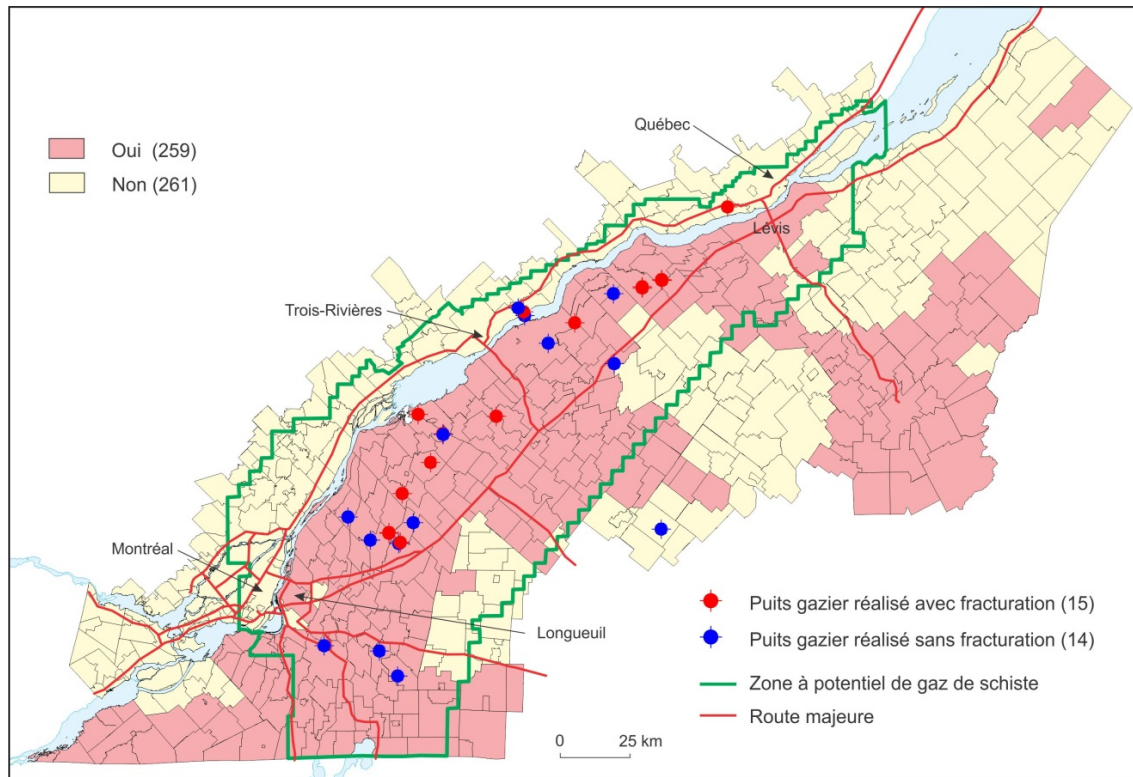 Québec
Oui (259)
Non (261)
Lévis
Trois-Rivières
Montréal
Longueuil
Puits gazier réalisé avec fracturation (15)
Puits gazier réalisé sans fracturation (14)
Zone à potentiel de gaz de schiste
Route majeure
0 25 km